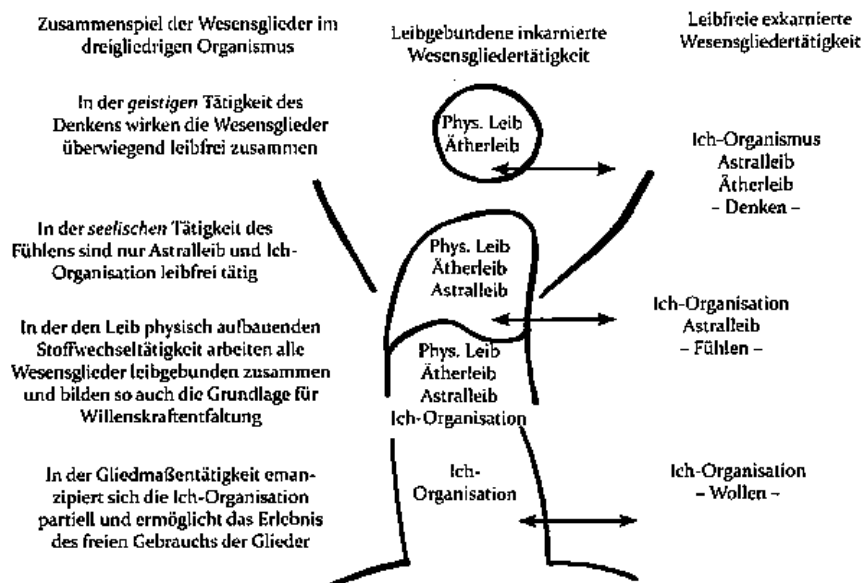 Zusammenspiel der Wesensglieder im
dreigliedrigen Organismus
Leibgebundene inkarnierte
Wesensgliedertätigkeit
Leibfreie exkarnierte
Wesensgliedertätigkeit
In der geistigen Tätigkeit des
Denkens wirken die Wesensglieder
überwiegend leibfrei zusammen
Phys. Leib
Ätherleib
Ich-Organismus
Astralleib
Ätherleib
– Denken –
In der seelischen Tätigkeit des
Fühlens sind nur Astralleib und Ich-
Organisation leibfrei tätig
Phys. Leib
Ätherleib
Astralleib
Ich-Organisation
Astralleib
– Fühlen –
In der den Leib physisch aufbauenden
Stoffwechseltätigkeit arbeiten alle
Wesensglieder leibgebunden zusammen
und bilden so auch die Grundlage für
Willenskraftentfaltung
Phys. Leib
Ätherleib
Astralleib
Ich-Organisation
In der Gliedmaßentätigkeit eman-
zipiert sich die Ich-Organisation
partiell und ermöglicht das Erlebnis
des freien Gebrauchs der Glieder
Ich-
Organisation
Ich-Organisation
– Wollen –